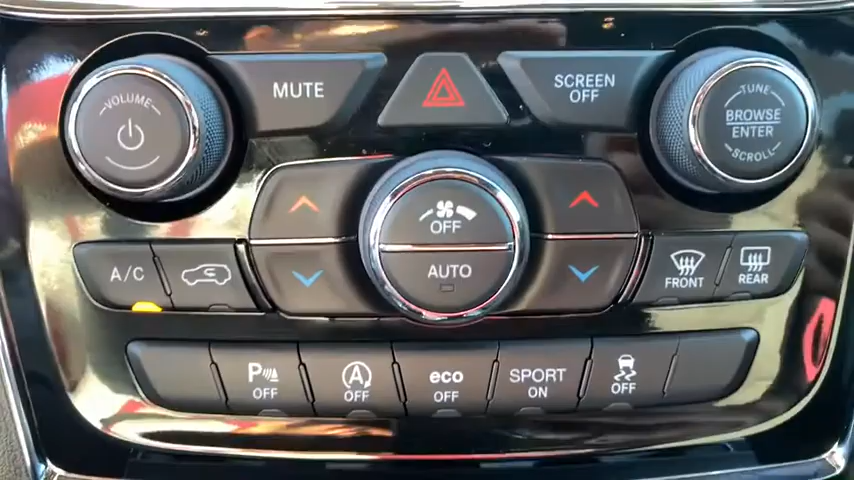 VOLUME
MUTE
SCREEN
OFF
TUNE
BROWSE
ENTER
SCROLL
OFF
AUTO
A/C
FRONT
REAR
P
OFF
A
OFF
eco
OFF
SPORT
ON
OFF